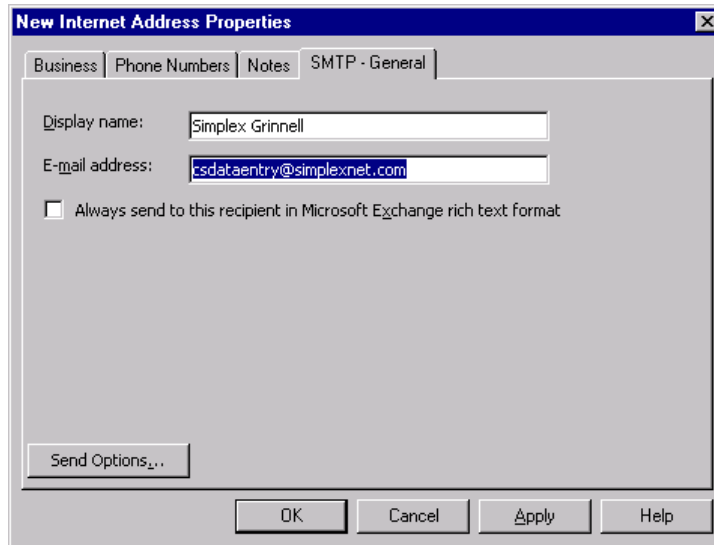 New Internet Address Properties
Business Phone Numbers Notes SMTP - General
Display name: Simplex Grinnell
E-mail address: csdataentry@simplexnet.com
Always send to this recipient in Microsoft Exchange rich text format
Send Options...
OK Cancel Apply Help